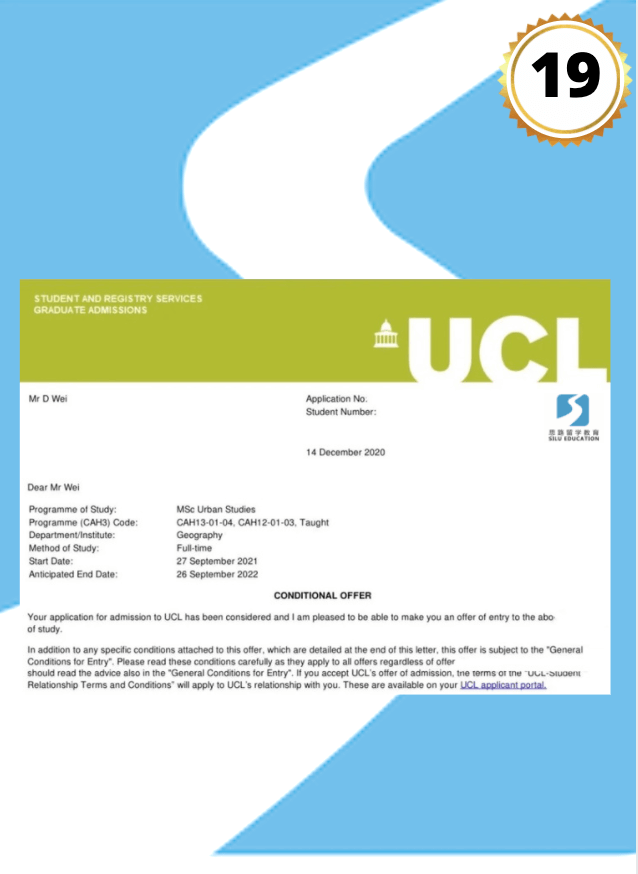 19
STUDENT AND REGISTRY SERVICES
GRADUATE ADMISSIONS
UCL
Mr D Wei
Application No.
Student Number:
思路留学教育
SILU EDUCATION
14 December 2020
Dear Mr Wei
Programme of Study: MSc Urban Studies
Programme (CAH3) Code: CAH13-01-04, CAH12-01-03, Taught
Department/Institute: Geography
Method of Study: Full-time
Start Date: 27 September 2021
Anticipated End Date: 26 September 2022
CONDITIONAL OFFER
Your application for admission to UCL has been considered and I am pleased to be able to make you an offer of entry to the abo
of study.
In addition to any specific conditions attached to this offer, which are detailed at the end of this letter, this offer is subject to the "General
Conditions for Entry". Please read these conditions carefully as they apply to all offers regardless of offer
should read the advice also in the "General Conditions for Entry". If you accept UCL's offer of admission, the terms of the "UCL-Student
Relationship Terms and Conditions" will apply to UCL's relationship with you. These are available on your UCL applicant portal.